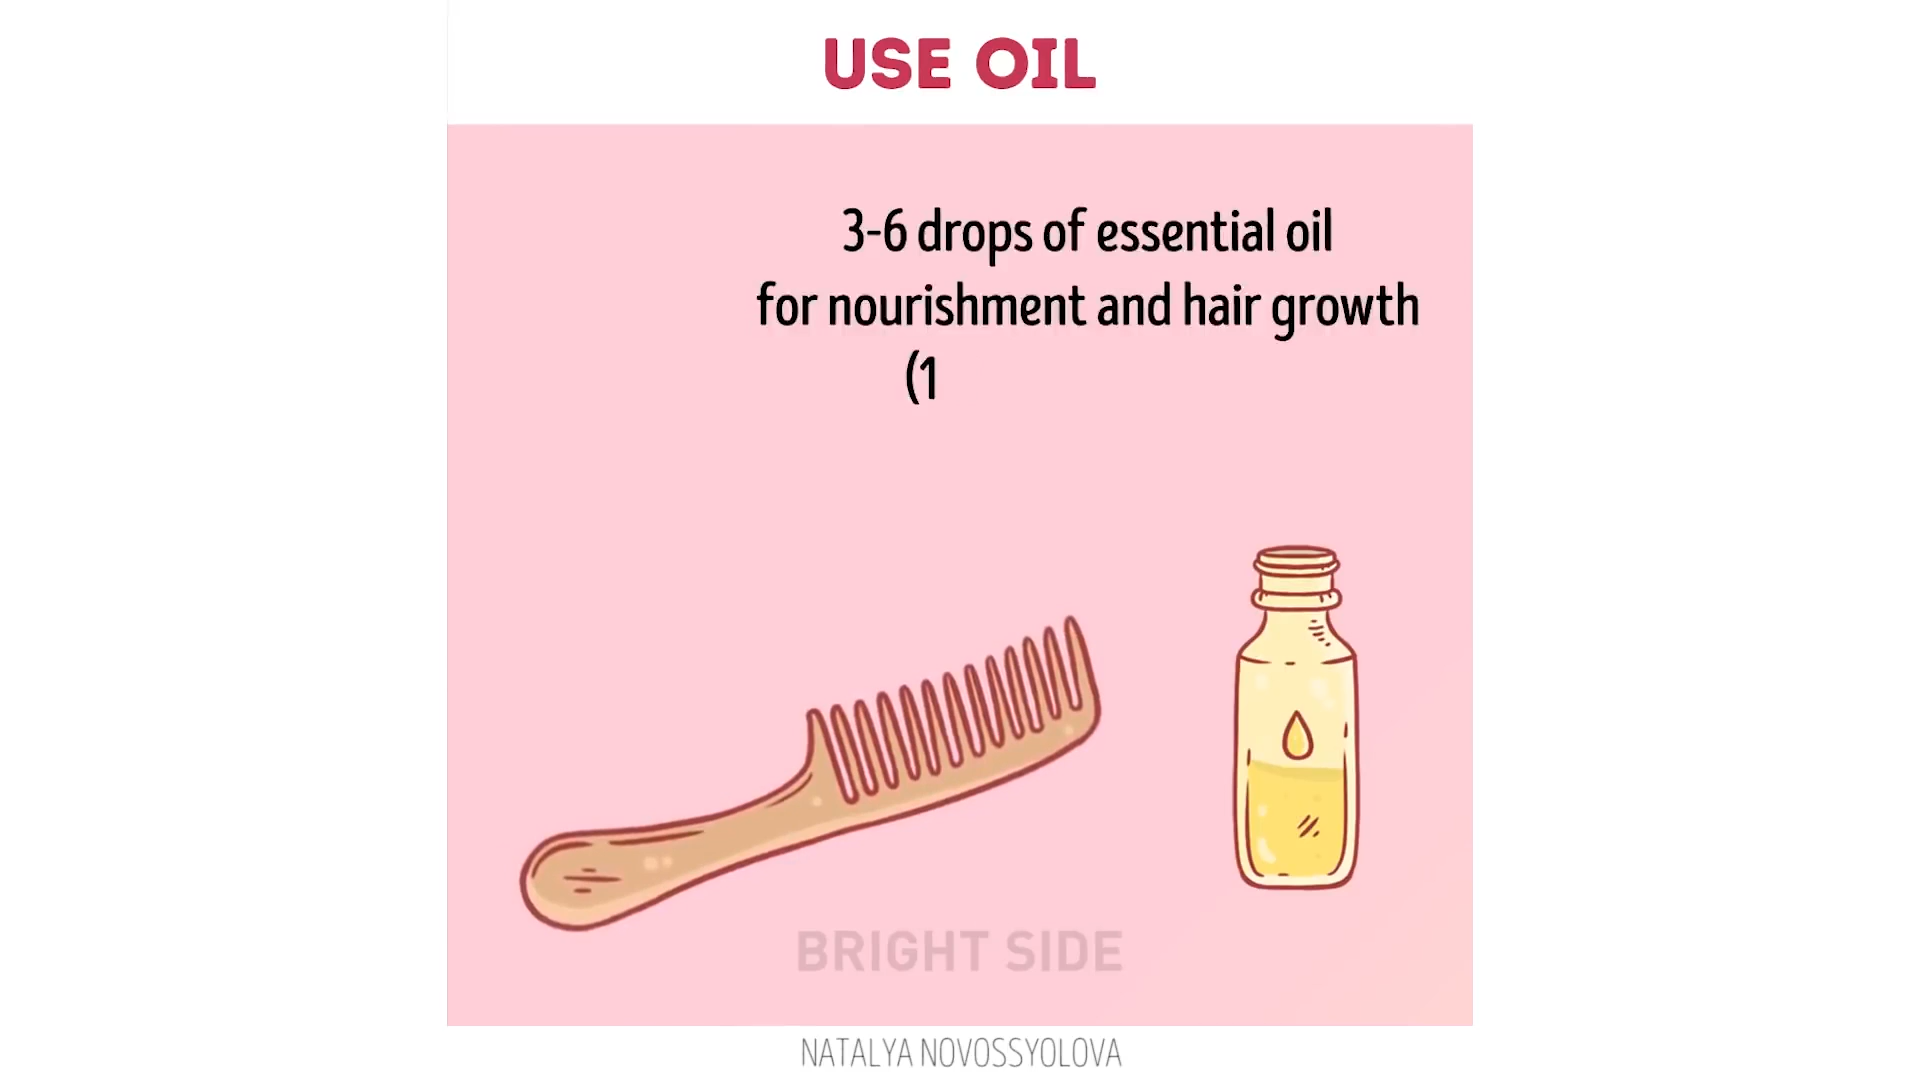 USE OIL
3-6 drops of essential oil
for nourishment and hair growth
(1
BRIGHT SIDE
NATALYA NOVOSSYOLOVA